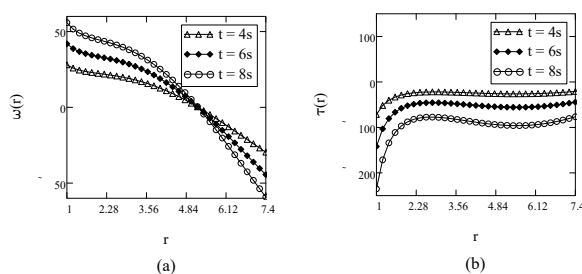 50
0
~
50
ω(r)
t = 4s
t = 6s
t = 8s
1 2.28 3.56 4.84 6.12 7.4
r
(a)
0
100
~
200
τ(r)
t = 4s
t = 6s
t = 8s
1 2.28 3.56 4.84 6.12 7.4
r
(b)